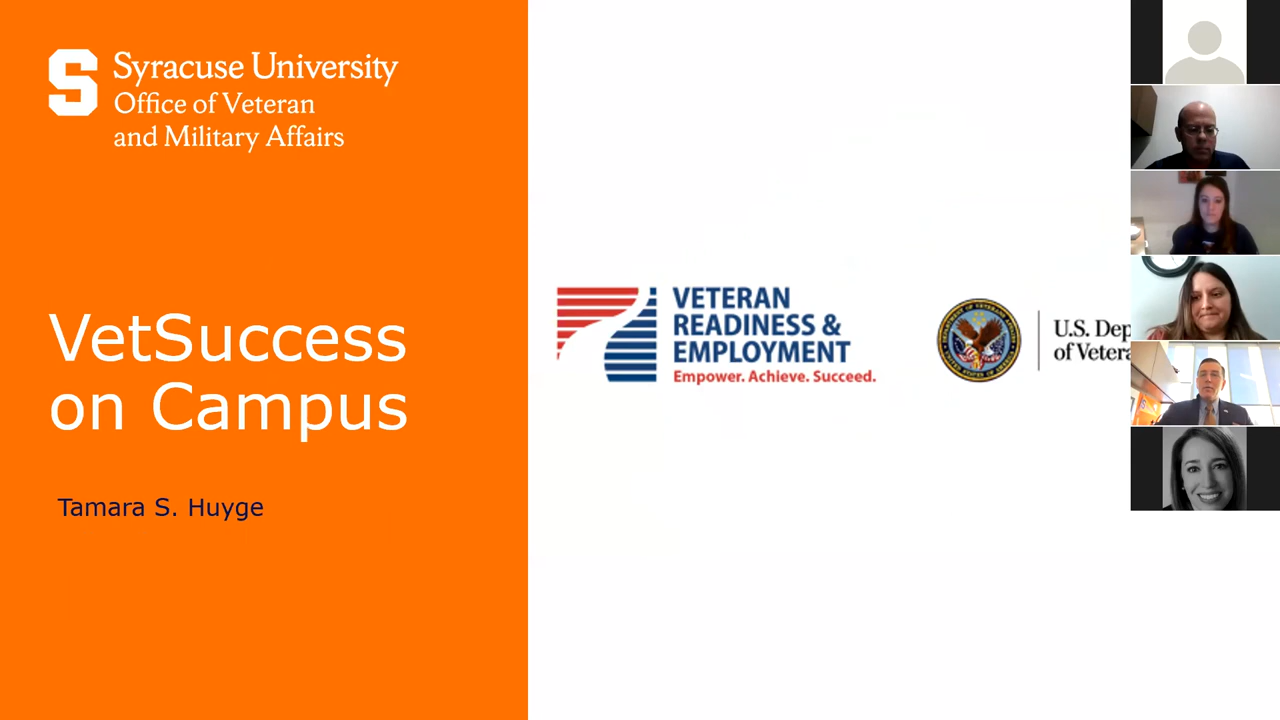 Syracuse University
Office of Veteran
and Military Affairs
VetSuccess
on Campus
Tamara S. Huyge
VETERAN
READINESS &
EMPLOYMENT
Empower. Achieve. Succeed.
U.S. Dep
of Vetera